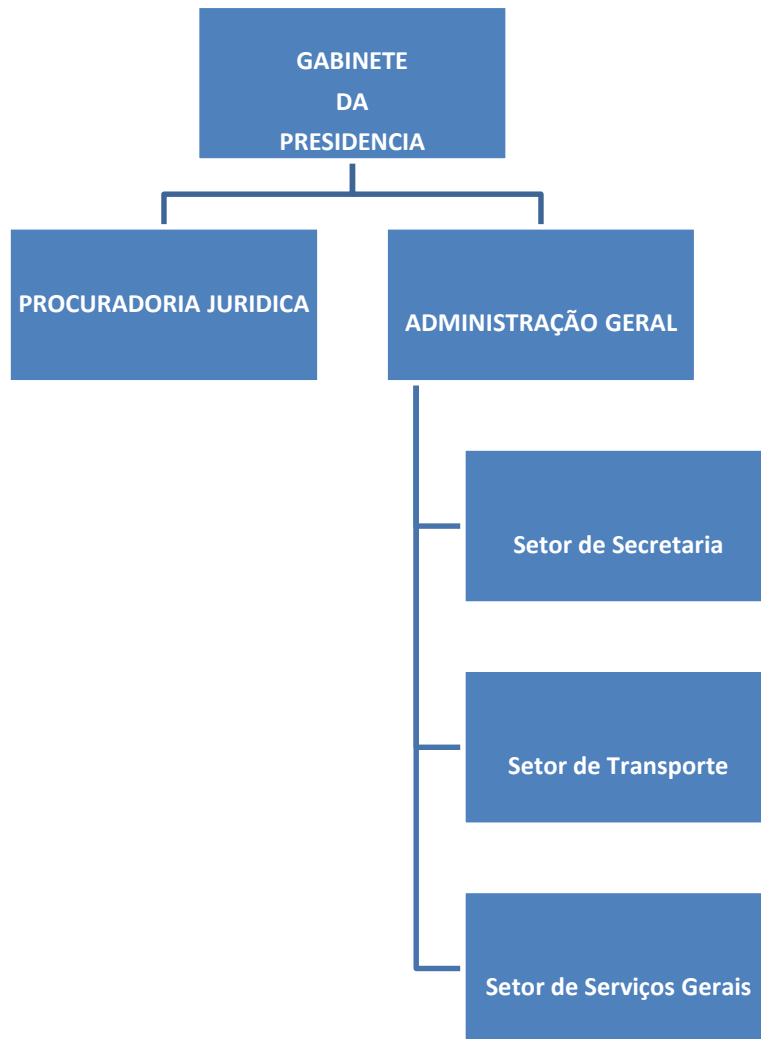 GABINETE
DA
PRESIDENCIA
PROCURADORIA JURIDICA
ADMINISTRAÇÃO GERAL
Setor de Secretaria
Setor de Transporte
Setor de Serviços Gerais